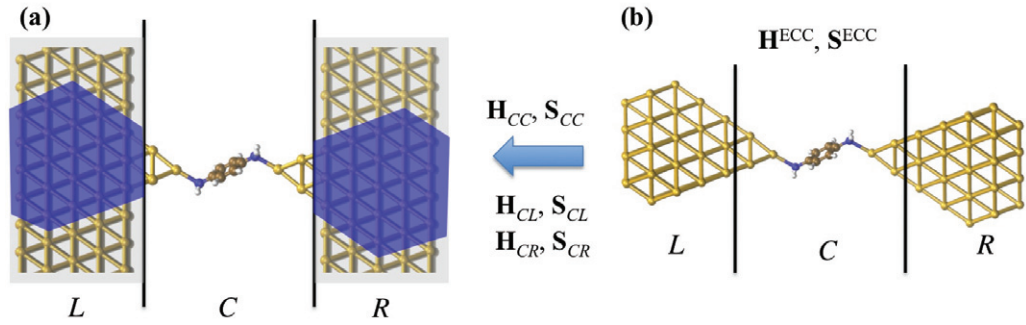 (a)
L
C
R
H_CC, S_CC
H_CL, S_CL
H_CR, S_CR
(b)
H^ECC, S^ECC
L
C
R